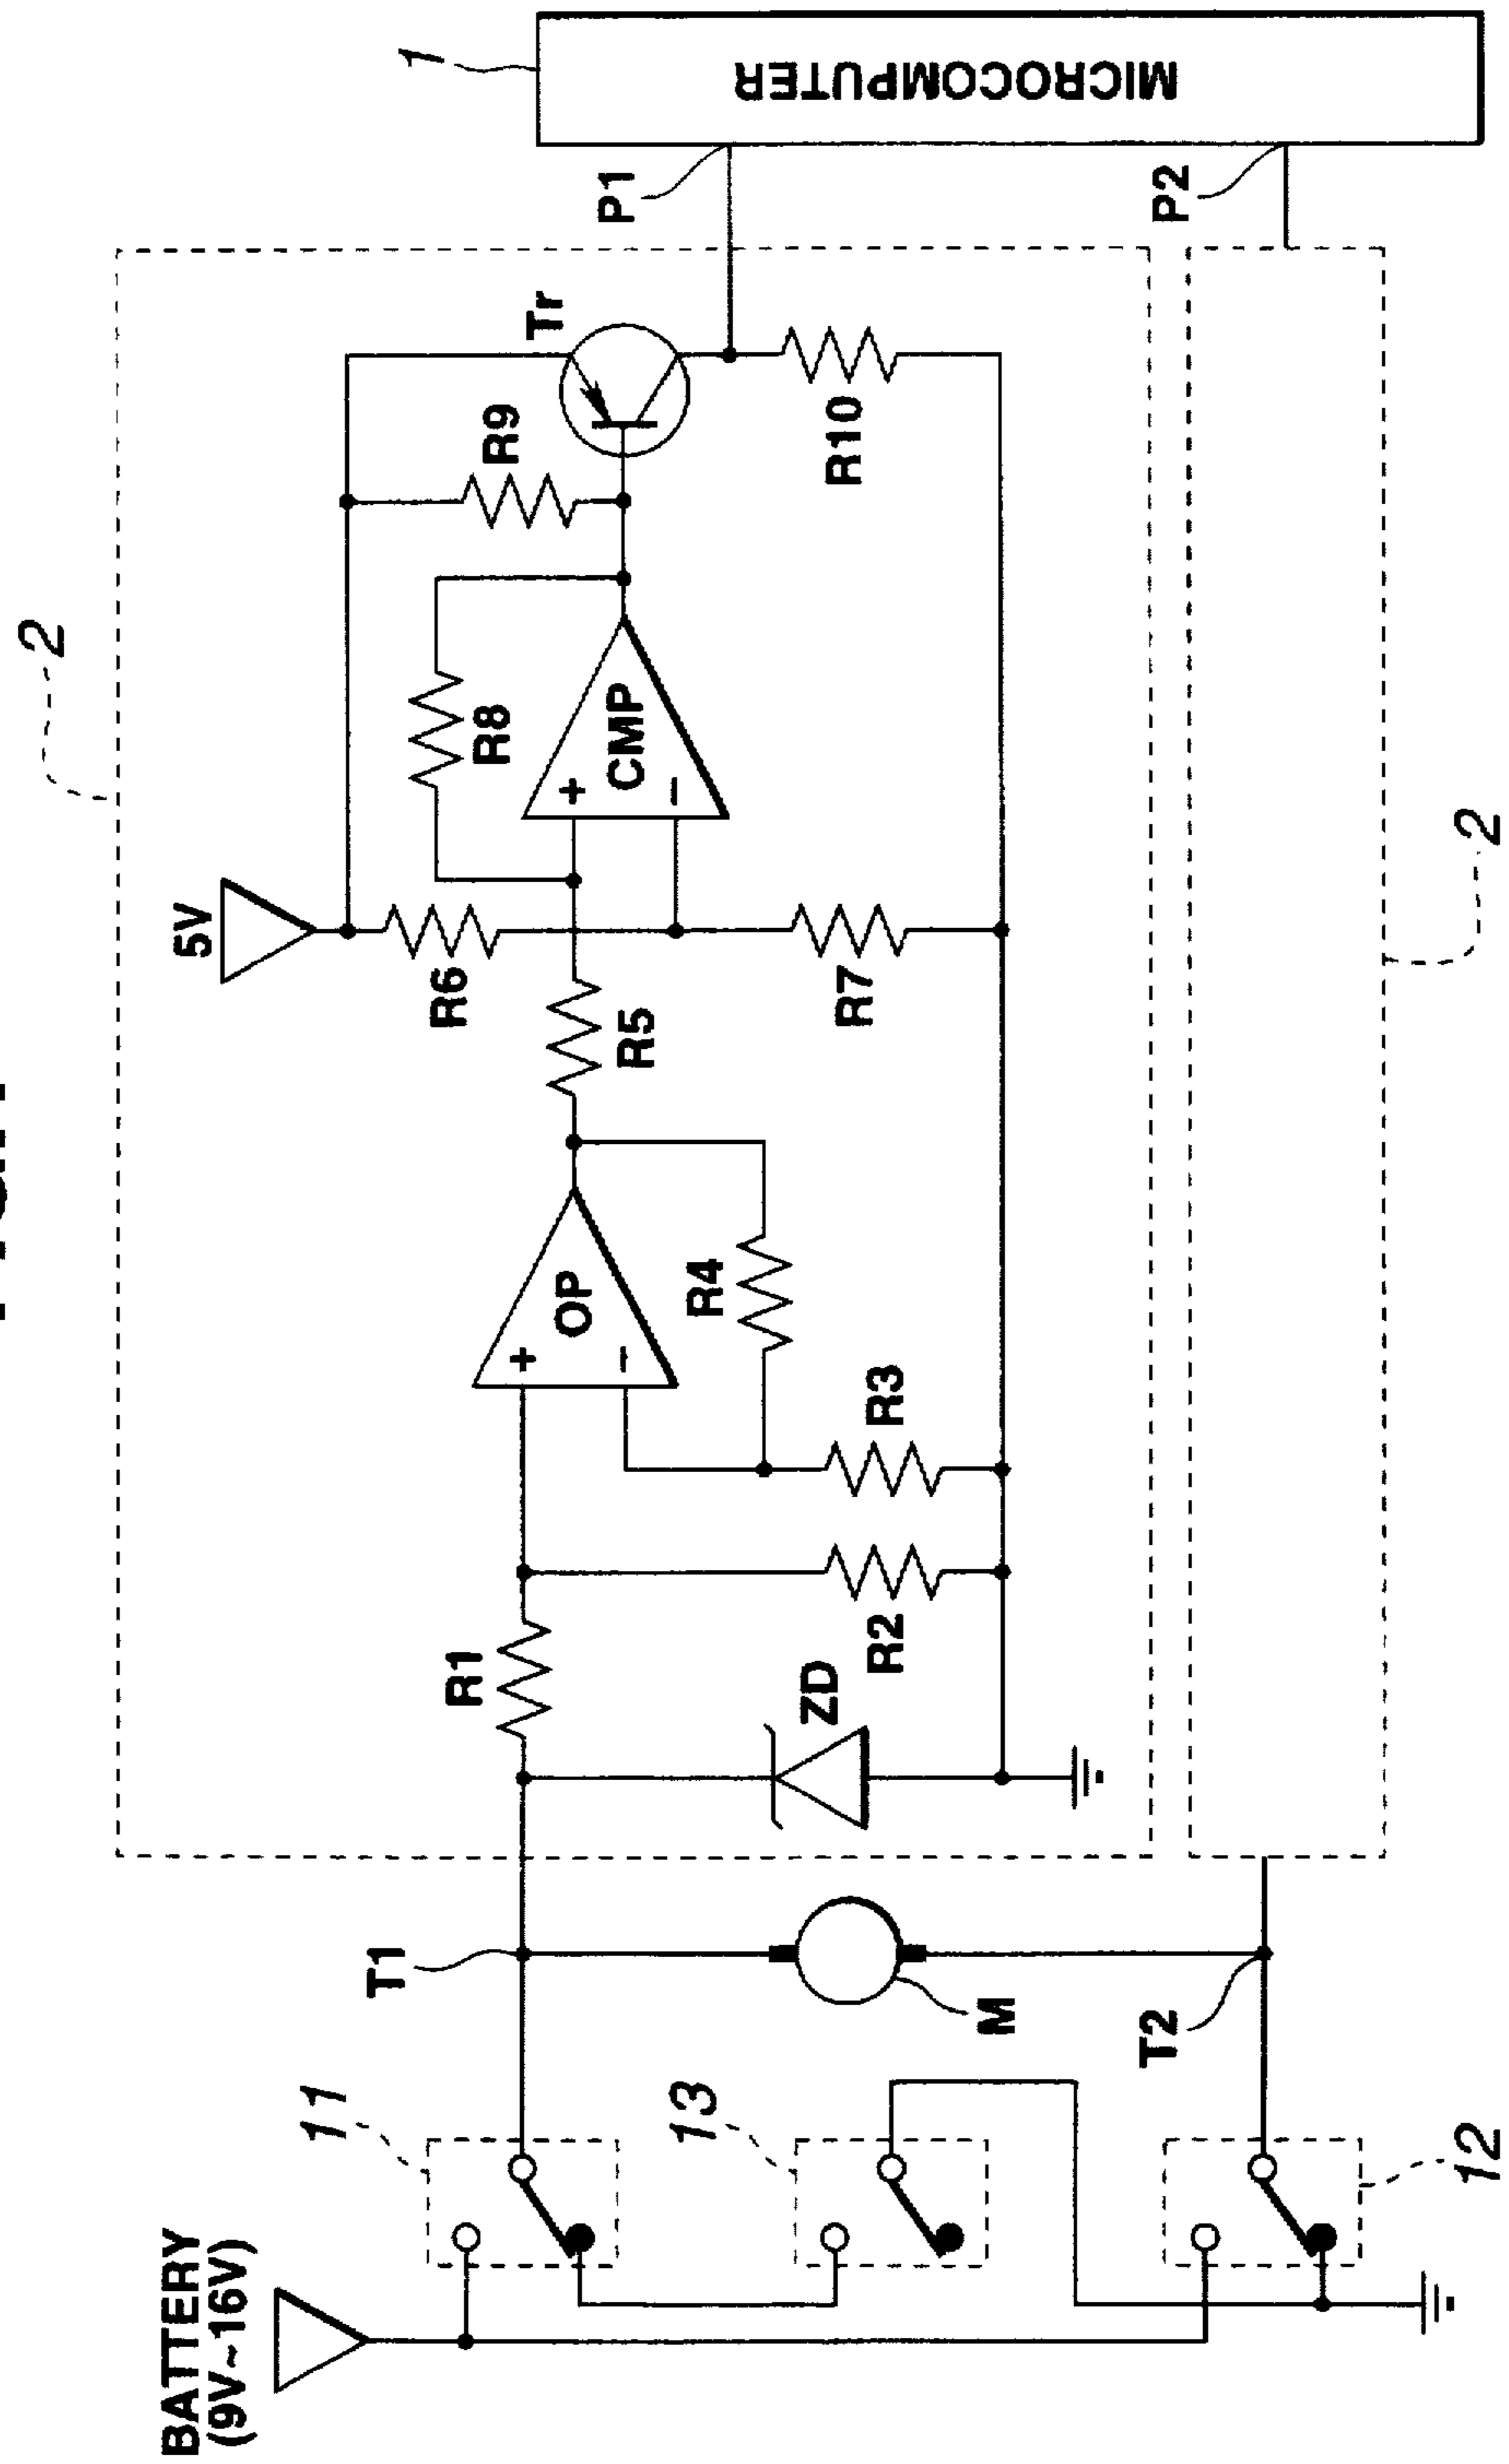 2
5V
R6
R8
R9
Tr
R5
+
−
CMP
R7
R10
P1
1
MICROCOMPUTER
P2
R1
+
−
OP
R4
R2
R3
ZD
2
BATTERY
(9V~16V)
11
T1
13
M
T2
12